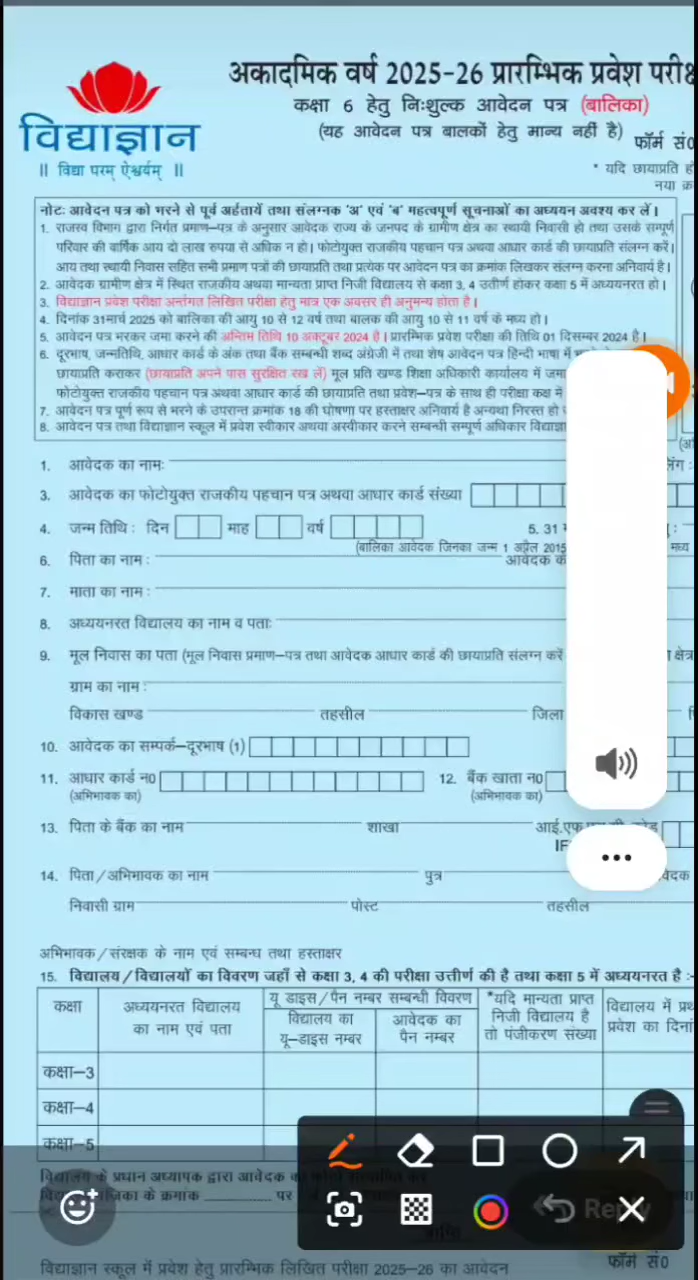 अकादमिक वर्ष 2025-26 प्रारम्भिक प्रवेश
कक्षा 6 हेतु निःशुल्क आवेदन पत्र (बालिका)
(यह आवेदन पत्र बालकों हेतु मान्य नहीं है)
फॉर्म सं0
विद्याज्ञान
|| विद्या परम् ऐश्वर्यम् ||
* यदि छायाप्रति
नया
नोटः आवेदन पत्र को भरने से पूर्व अर्हतायें तथा संलग्नक 'अ' एवं 'ब' महत्वपूर्ण सूचनाओं का अध्ययन अवश्य कर लें।
1. राजस्व विभाग द्वारा निर्गत प्रमाण-पत्र के अनुसार आवेदक राज्य के जनपद के ग्रामीण क्षेत्र का स्थायी निवासी हो तथा उसके सम्पूर्ण
परिवार की वार्षिक आय दो लाख रुपया से अधिक न हो। फोटोयुक्त राजकीय पहचान पत्र अथवा आधार कार्ड की छायाप्रति संलग्न करें।
आय तथा स्थायी निवास सहित सभी प्रमाण पत्रों की छायाप्रति तथा प्रत्येक पर आवेदन पत्र का क्रमांक लिखकर संलग्न करना अनिवार्य है।
2. आवेदक ग्रामीण क्षेत्र में स्थित राजकीय अथवा मान्यता प्राप्त निजी विद्यालय से कक्षा 3, 4 उत्तीर्ण होकर कक्षा 5 में अध्ययनरत हो।
3. विद्याज्ञान प्रवेश परीक्षा अर्न्तगत लिखित परीक्षा हेतु मात्र एक अवसर ही अनुमन्य होता है।
4. दिनांक 31मार्च 2025 को बालिका की आयु 10 से 12 वर्ष तथा बालक की आयु 10 से 11 वर्ष के मध्य हो।
5. आवेदन पत्र भरकर जमा करने की अन्तिम तिथि 10 अक्टूबर 2024 है। प्रारम्भिक प्रवेश परीक्षा की तिथि 01 दिसम्बर 2024 है।
6. दूरभाष, जन्मतिथि, आधार कार्ड के अंक तथा बैंक सम्बन्धी शब्द अंग्रेजी में तथा शेष आवेदन पत्र हिन्दी भाषा में
छायाप्रति कराकर (छायाप्रति अपने पास सुरक्षित रख लें) मूल प्रति खण्ड शिक्षा अधिकारी कार्यालय में जमा
फोटोयुक्त राजकीय पहचान पत्र अथवा आधार कार्ड की छायाप्रति तथा प्रवेश-पत्र के साथ ही परीक्षा कक्ष में
7. आवेदन पत्र पूर्ण रूप से भरने के उपरान्त क्रमांक 18 की घोषणा पर हस्ताक्षर अनिवार्य है अन्यथा निरस्त हो
8. आवेदन पत्र तथा विद्याज्ञान स्कूल में प्रवेश स्वीकार अथवा अस्वीकार करने सम्बन्धी सम्पूर्ण अधिकार
1. आवेदक का नामः
3. आवेदक का फोटोयुक्त राजकीय पहचान पत्र अथवा आधार कार्ड संख्या
4. जन्म तिथि : दिन माह वर्ष 5. 31
(बालिका आवेदक जिनका जन्म 1 अप्रैल 2015 मध्य
6. पिता का नाम : आवेदक
7. माता का नाम :
8. अध्ययनरत विद्यालय का नाम व पताः
9. मूल निवास का पता (मूल निवास प्रमाण-पत्र तथा आवेदक आधार कार्ड की छायाप्रति संलग्न करें क्षेत्र
ग्राम का नाम :
विकास खण्ड तहसील जिला
10. आवेदक का सम्पर्क-दूरभाष (1)
11. आधार कार्ड न0 12. बैंक खाता न0
(अभिभावक का) (अभिभावक का)
13. पिता के बैंक का नाम शाखा
14. पिता/अभिभावक का नाम पुत्र
निवासी ग्राम पोस्ट तहसील
अभिभावक/संरक्षक के नाम एवं सम्बन्ध तथा हस्ताक्षर
15. विद्यालय/विद्यालयों का विवरण जहाँ से कक्षा 3, 4 की परीक्षा उत्तीर्ण की है तथा कक्षा 5 में अध्ययनरत है :-
कक्षा
अध्ययनरत विद्यालय
का नाम एवं पता
यू डाइस/पैन नम्बर सम्बन्धी विवरण
विद्यालय का
यू-डाइस नम्बर
आवेदक का
पैन नम्बर
*यदि मान्यता प्राप्त
निजी विद्यालय है
तो पंजीकरण संख्या
विद्यालय में
प्रवेश का
कक्षा-3
कक्षा-4
कक्षा-5
विद्यालय के प्रधान अध्यापक द्वारा आवेदक
के क्रमांक पर
Reply
विद्याज्ञान स्कूल में प्रवेश हेतु प्रारम्भिक लिखित परीक्षा 2025-26 का आवेदन
फॉर्म सं0